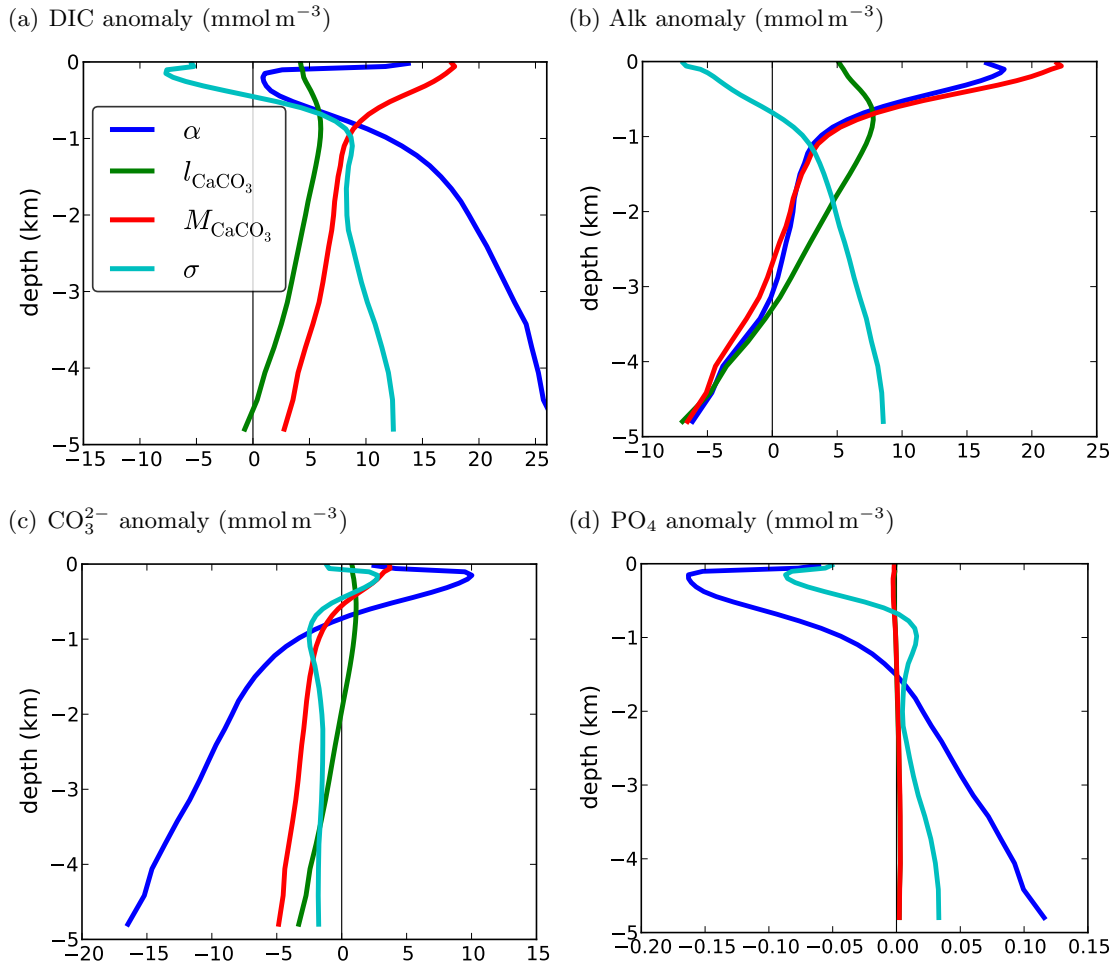 (a) DIC anomaly (mmol m⁻³)
0
−1
−2
−3
−4
−5
depth (km)
α
l_CaCO₃
M_CaCO₃
σ
−15 −10 −5 0 5 10 15 20 25
(b) Alk anomaly (mmol m⁻³)
0
−1
−2
−3
−4
−5
depth (km)
−10 −5 0 5 10 15 20 25
(c) CO₃²⁻ anomaly (mmol m⁻³)
0
−1
−2
−3
−4
−5
depth (km)
−20 −15 −10 −5 0 5 10 15
(d) PO₄ anomaly (mmol m⁻³)
0
−1
−2
−3
−4
−5
depth (km)
−0.20 −0.15 −0.10 −0.05 0.00 0.05 0.10 0.15